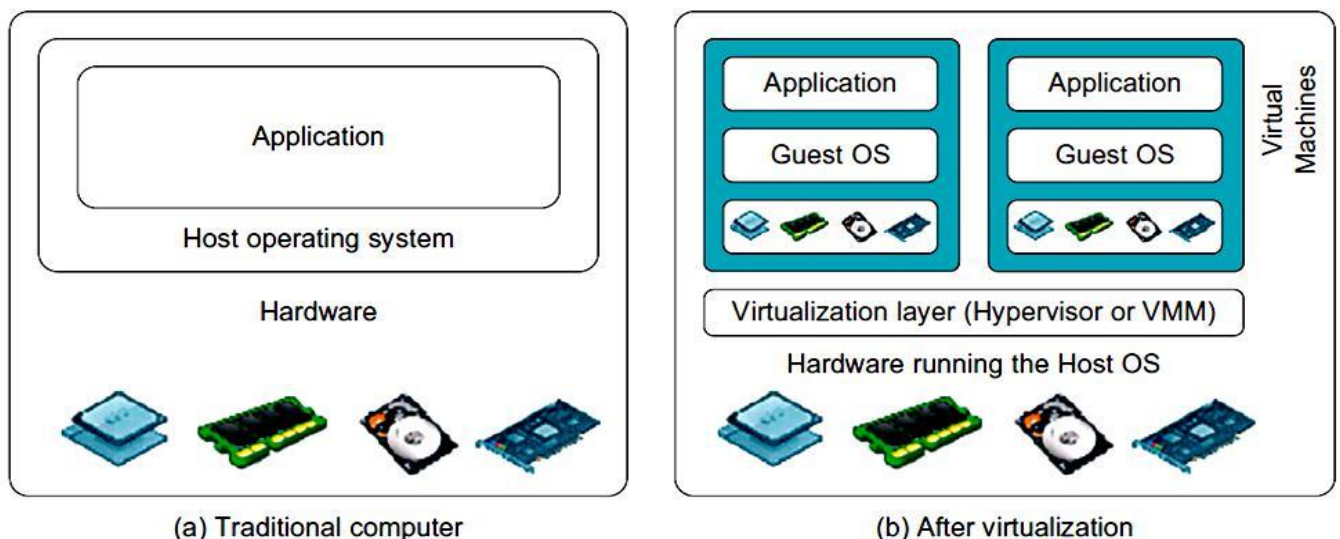 Application
Host operating system
Hardware
(a) Traditional computer
Application
Guest OS
Application
Guest OS
Virtual
Machines
Virtualization layer (Hypervisor or VMM)
Hardware running the Host OS
(b) After virtualization